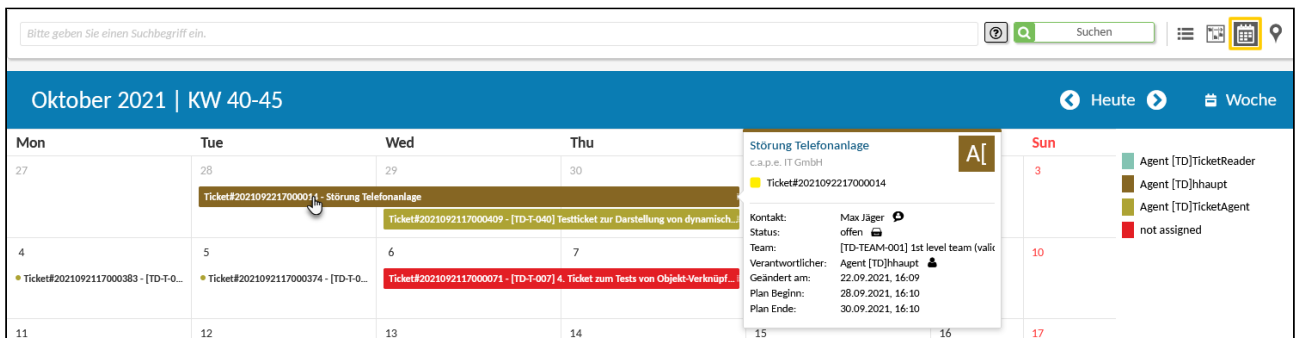 Bitte geben Sie einen Suchbegriff ein.
Suchen
Oktober 2021 | KW 40-45
Heute
Woche
Mon
Tue
Wed
Thu
Sun
27
28
29
30
3
Ticket#2021092217000014 - Störung Telefonanlage
Ticket#2021092117000409 - [TD-T-040] Testticket zur Darstellung von dynamisch...
4
5
6
7
10
Ticket#2021092117000383 - [TD-T-0...
Ticket#2021092117000374 - [TD-T-0...
Ticket#2021092117000071 - [TD-T-007] 4. Ticket zum Tests von Objekt-Verknüpf...
11
12
13
14
15
16
17
Störung Telefonanlage
A[
c.a.p.e. IT GmbH
Ticket#2021092217000014
Kontakt: Max Jäger
Status: offen
Team: [TD-TEAM-001] 1st level team (valid
Verantwortlicher: Agent [TD]hhaupt
Geändert am: 22.09.2021, 16:09
Plan Beginn: 28.09.2021, 16:10
Plan Ende: 30.09.2021, 16:10
Agent [TD]TicketReader
Agent [TD]hhaupt
Agent [TD]TicketAgent
not assigned